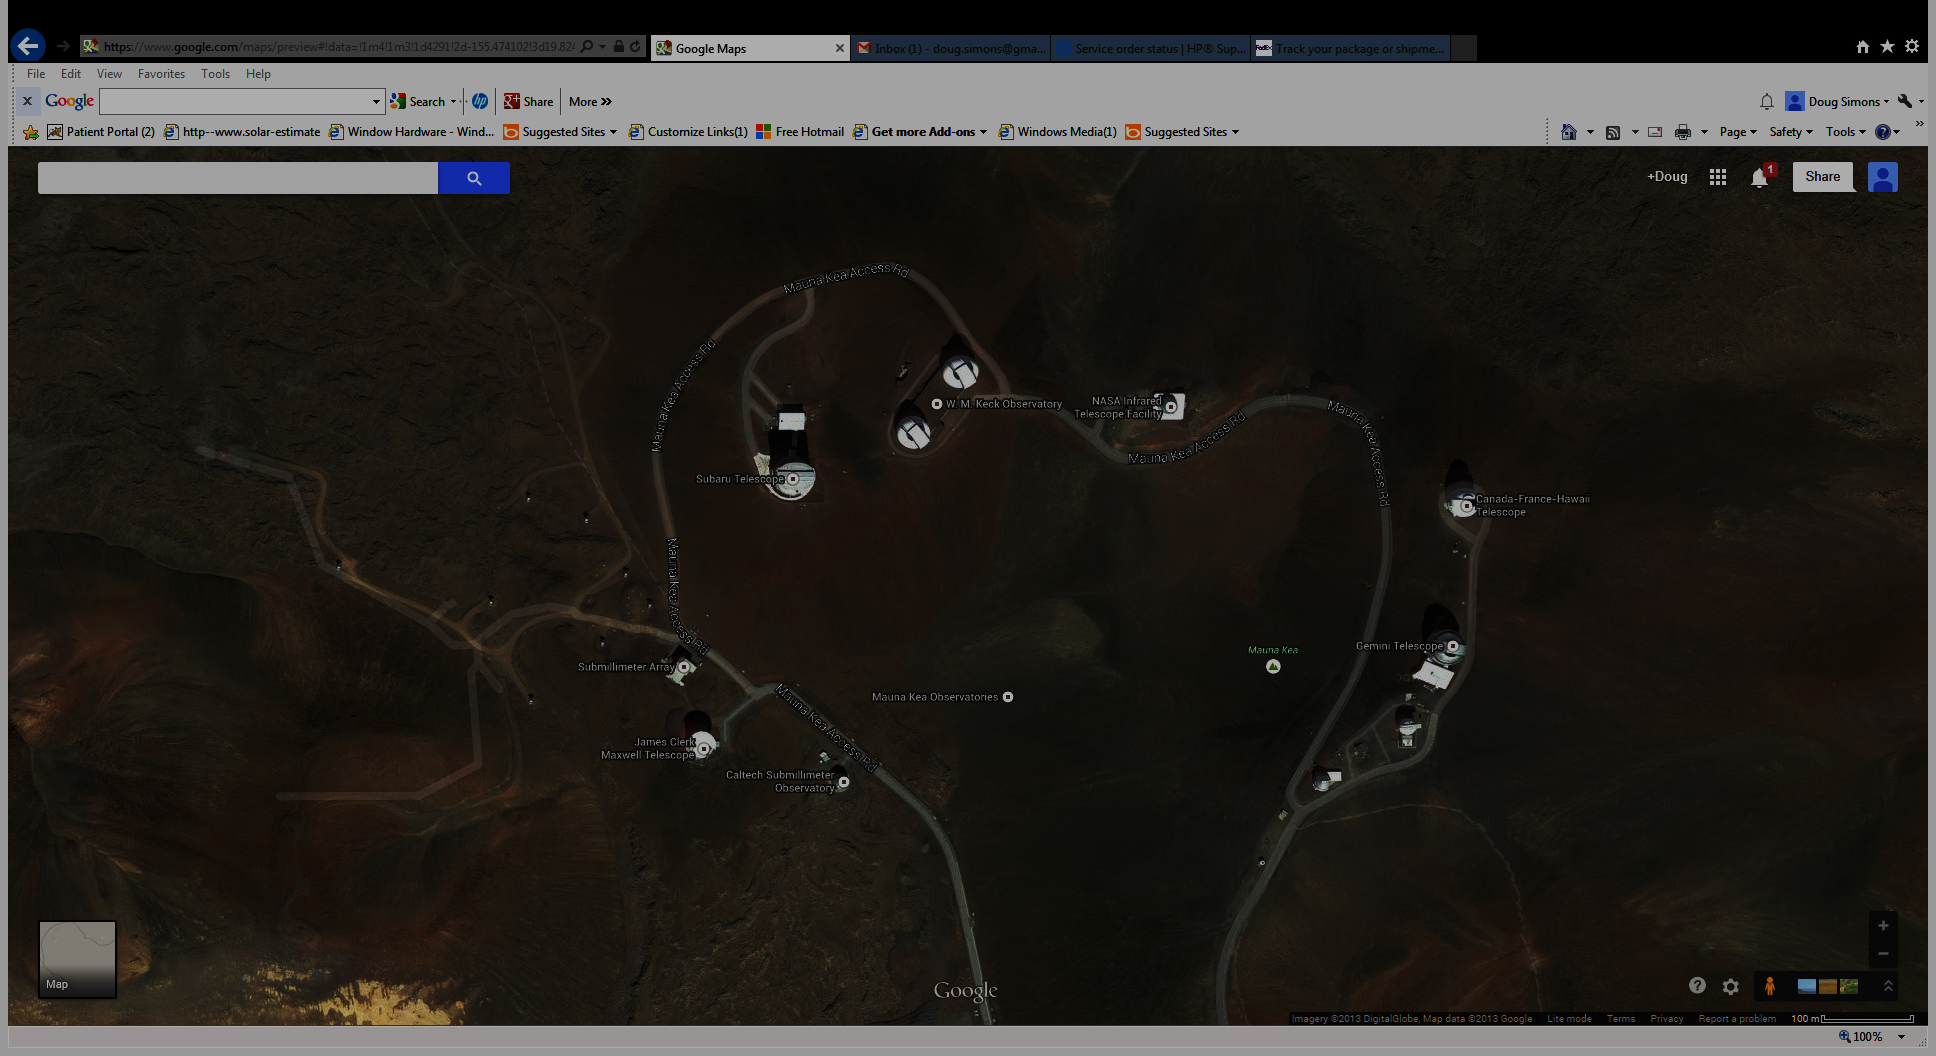 https://www.google.com/maps/preview#!data=!1m4!1m3!1d4291!2d-155.474102!3d19.824
Google Maps
Inbox (1) - doug.simons@gma...
Service order status | HP® Sup...
FedEx Track your package or shipme...
File Edit View Favorites Tools Help
x Google Search hp Share More »
Doug Simons
Patient Portal (2) http--www.solar-estimate Window Hardware - Wind... Suggested Sites Customize Links(1) Free Hotmail Get more Add-ons Windows Media(1) Suggested Sites
Page Safety Tools
+Doug 1 Share
Mauna Kea Access Rd
Mauna Kea Access Rd
W. M. Keck Observatory
NASA Infrared
Telescope Facility
Mauna Kea Access Rd
Mauna Kea Access Rd
Subaru Telescope
Canada-France-Hawaii
Telescope
Mauna Kea Access Rd
Gemini Telescope
Mauna Kea
Submillimeter Array
Mauna Kea Observatories
Mauna Kea Access Rd
James Clerk
Maxwell Telescope
Caltech Submillimeter
Observatory
Map
Google
Imagery ©2013 DigitalGlobe, Map data ©2013 Google Lite mode Terms Privacy Report a problem 100 m
100%